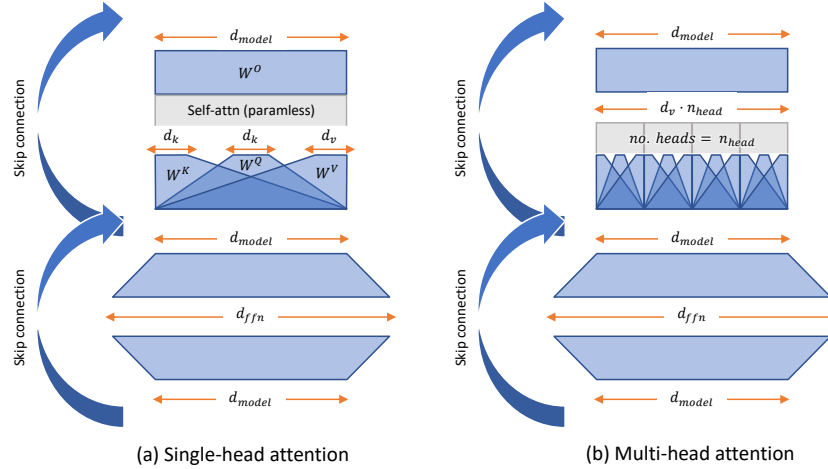 Skip connection
Skip connection
d_model
W^O
Self-attn (paramless)
d_k
d_k
d_v
W^K
W^Q
W^V
d_model
d_ffn
d_model
(a) Single-head attention
Skip connection
Skip connection
d_model
d_v · n_head
no. heads = n_head
d_model
d_ffn
d_model
(b) Multi-head attention